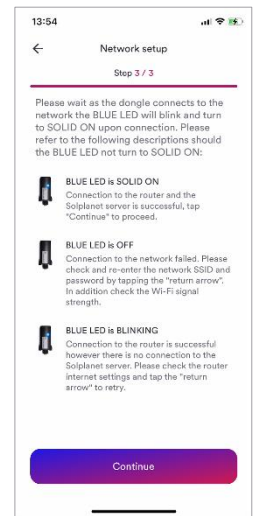 13:54
Network setup
Step 3 / 3
Please wait as the dongle connects to the
network the BLUE LED will blink and turn
to SOLID ON upon connection. Please
refer to the following descriptions should
the BLUE LED not turn to SOLID ON:
BLUE LED is SOLID ON
Connection to the router and the
Solplanet server is successful, tap
"Continue" to proceed.
BLUE LED is OFF
Connection to the network failed. Please
check and re-enter the network SSID and
password by tapping the "return arrow".
In addition check the Wi-Fi signal
strength.
BLUE LED is BLINKING
Connection to the router is successful
however there is no connection to the
Solplanet server. Please check the router
internet settings and tap the "return
arrow" to retry.
Continue